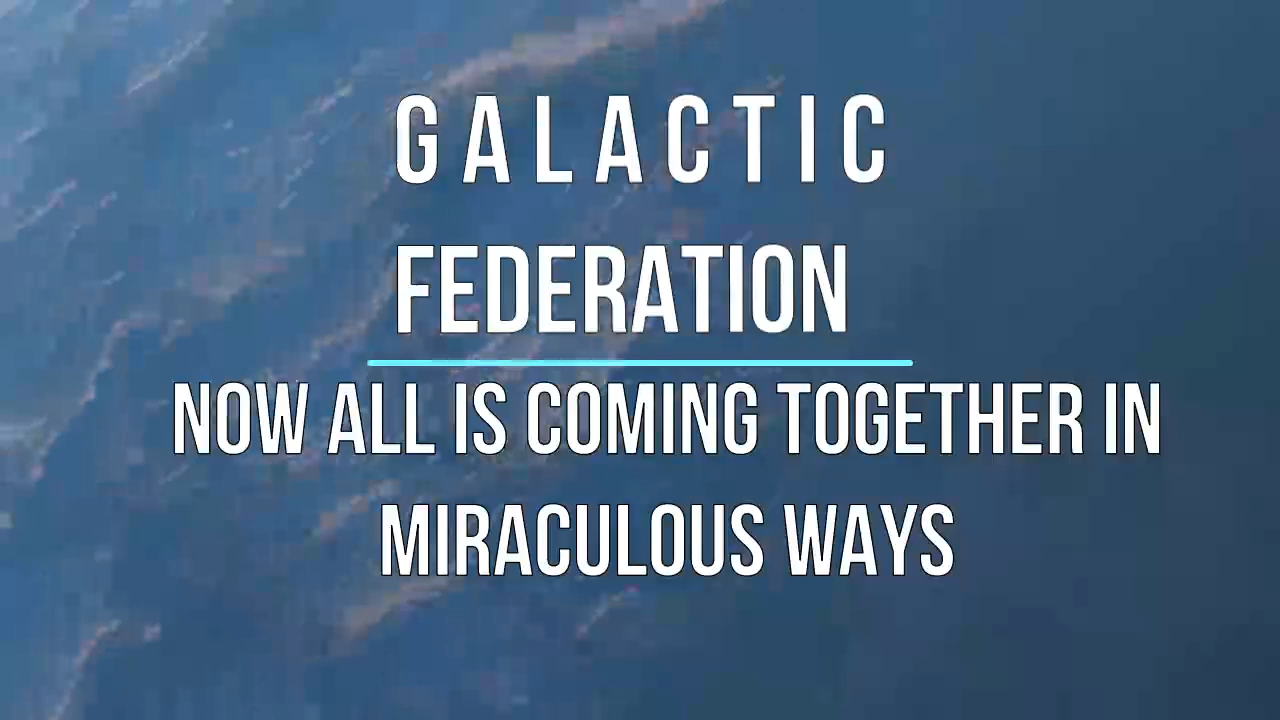 GALACTIC
FEDERATION
NOW ALL IS COMING TOGETHER IN
MIRACULOUS WAYS